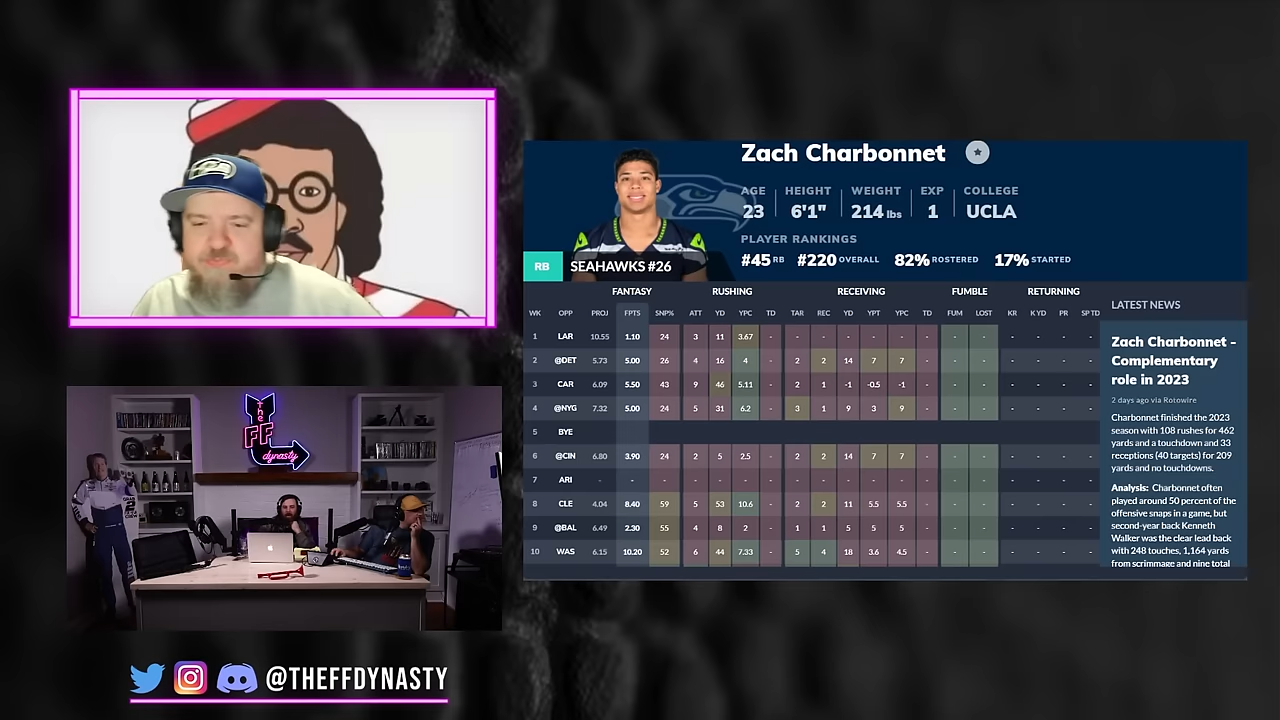 Zach Charbonnet
AGE HEIGHT WEIGHT EXP COLLEGE
23 6'1" 214 lbs 1 UCLA
PLAYER RANKINGS
#45 RB #220 OVERALL 82% ROSTERED 17% STARTED
RB SEAHAWKS #26
FANTASY RUSHING RECEIVING FUMBLE RETURNING
WK OPP PROJ FPTS SNP% ATT YD YPC TD TAR REC YD YPT YPC TD FUM LOST KR K YD PR SP TD
1 LAR 10.55 1.10 24 3 11 3.67 - - - - - - - - - - - - -
2 @DET 5.73 5.00 26 4 16 4 - 2 2 14 7 7 - - - - - - -
3 CAR 6.09 5.50 43 9 46 5.11 - 2 1 -1 -0.5 -1 - - - - - - -
4 @NYG 7.32 5.00 24 5 31 6.2 - 3 1 9 3 9 - - - - - - -
5 BYE
6 @CIN 6.80 3.90 24 2 5 2.5 - 2 2 14 7 7 - - - - - - -
7 ARI - - - - - - - - - - - - - - - - - - -
8 CLE 4.04 8.40 59 5 53 10.6 - 2 2 11 5.5 5.5 - - - - - - -
9 @BAL 6.49 2.30 55 4 8 2 - 1 1 5 5 5 - - - - - - -
10 WAS 6.15 10.20 52 6 44 7.33 - 5 4 18 3.6 4.5 - - - - - - -
LATEST NEWS
Zach Charbonnet -
Complementary
role in 2023
2 days ago via Rotowire
Charbonnet finished the 2023
season with 108 rushes for 462
yards and a touchdown and 33
receptions (40 targets) for 209
yards and no touchdowns.
Analysis: Charbonnet often
played around 50 percent of the
offensive snaps in a game, but
second-year back Kenneth
Walker was the clear lead back
with 248 touches, 1,164 yards
from scrimmage and nine total
The
FF
dynasty
@THEFFDYNASTY